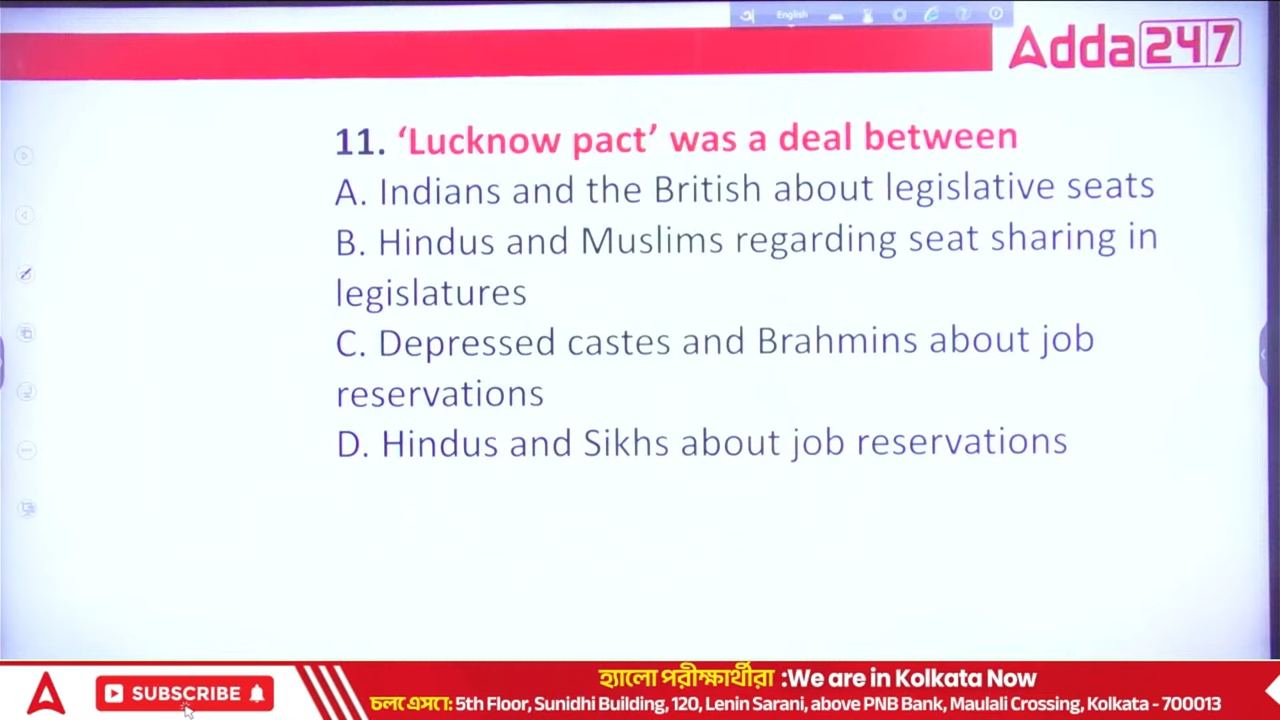 English
Adda247
11. ‘Lucknow pact’ was a deal between
A. Indians and the British about legislative seats
B. Hindus and Muslims regarding seat sharing in
legislatures
C. Depressed castes and Brahmins about job
reservations
D. Hindus and Sikhs about job reservations
SUBSCRIBE
হ্যালো পরীক্ষার্থীরা :We are in Kolkata Now
চলে এসো: 5th Floor, Sunidhi Building, 120, Lenin Sarani, above PNB Bank, Maulali Crossing, Kolkata - 700013